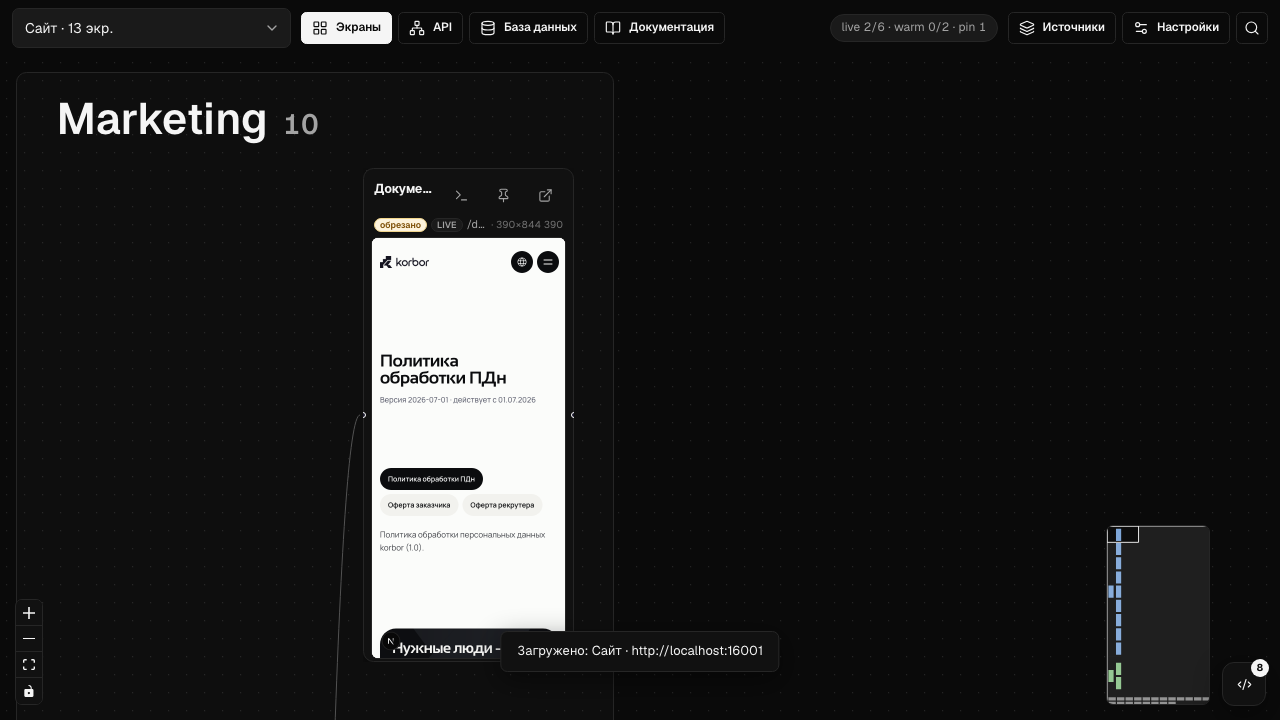 Сайт · 13 экр.
Экраны
API
База данных
Документация
live 2/6 · warm 0/2 · pin 1
Источники
Настройки
Marketing 10
Докуме...
обрезано LIVE /d... · 390×844 390
korbor
Политика
обработки ПДн
Версия 2026-07-01 · действует с 01.07.2026
Политика обработки ПДн
Оферта заказчика
Оферта рекрутера
Политика обработки персональных данных
korbor (1.0).
N
Нужные люди -
Загружено: Сайт · http://localhost:16001
8